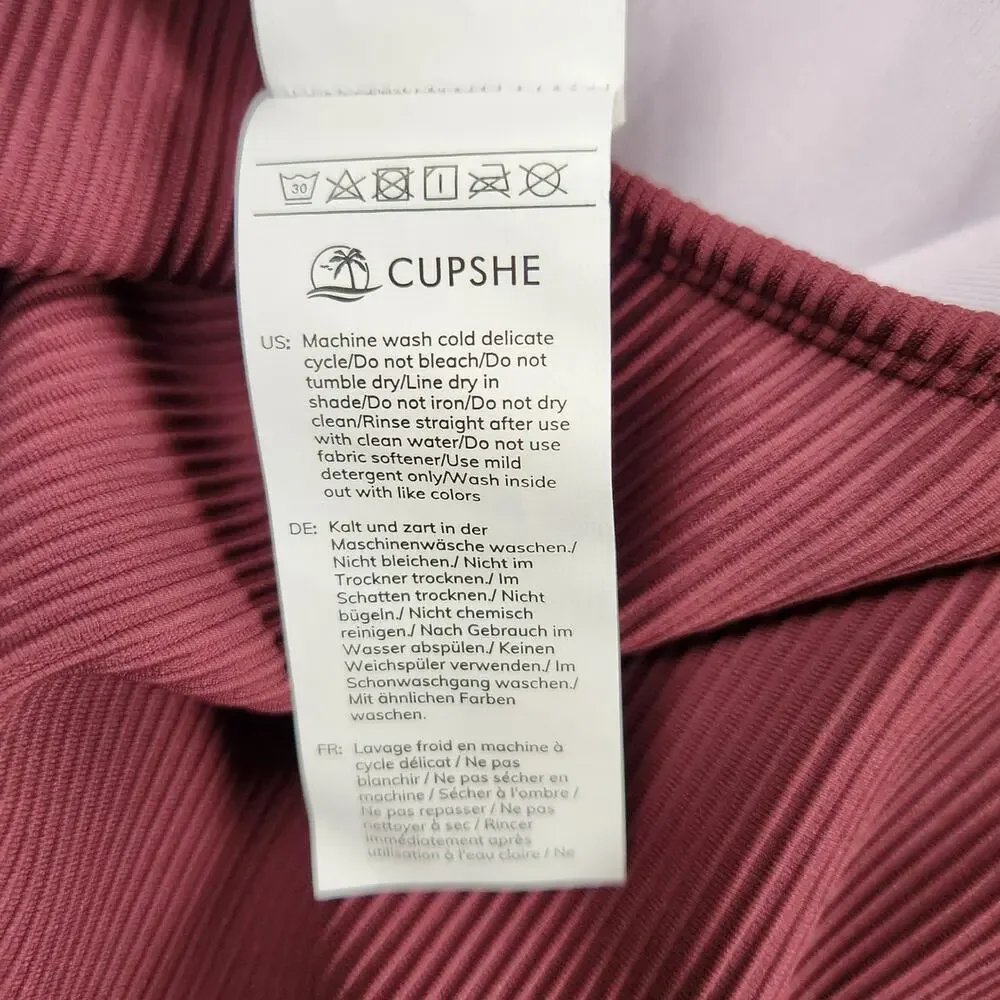 30
CUPSHE
US: Machine wash cold delicate
cycle/Do not bleach/Do not
tumble dry/Line dry in
shade/Do not iron/Do not dry
clean/Rinse straight after use
with clean water/Do not use
fabric softener/Use mild
detergent only/Wash inside
out with like colors
DE: Kalt und zart in der
Maschinenwäsche waschen./
Nicht bleichen./ Nicht im
Trockner trocknen./ Im
Schatten trocknen./ Nicht
bügeln./ Nicht chemisch
reinigen./ Nach Gebrauch im
Wasser abspülen./ Keinen
Weichspüler verwenden./ Im
Schonwaschgang waschen./
Mit ähnlichen Farben
waschen.
FR: Lavage froid en machine à
cycle délicat / Ne pas
blanchir / Ne pas sécher en
machine / Sécher à l'ombre /
Ne pas repasser / Ne pas
nettoyer à sec / Rincer
immédiatement après
utilisation à l'eau claire / Ne